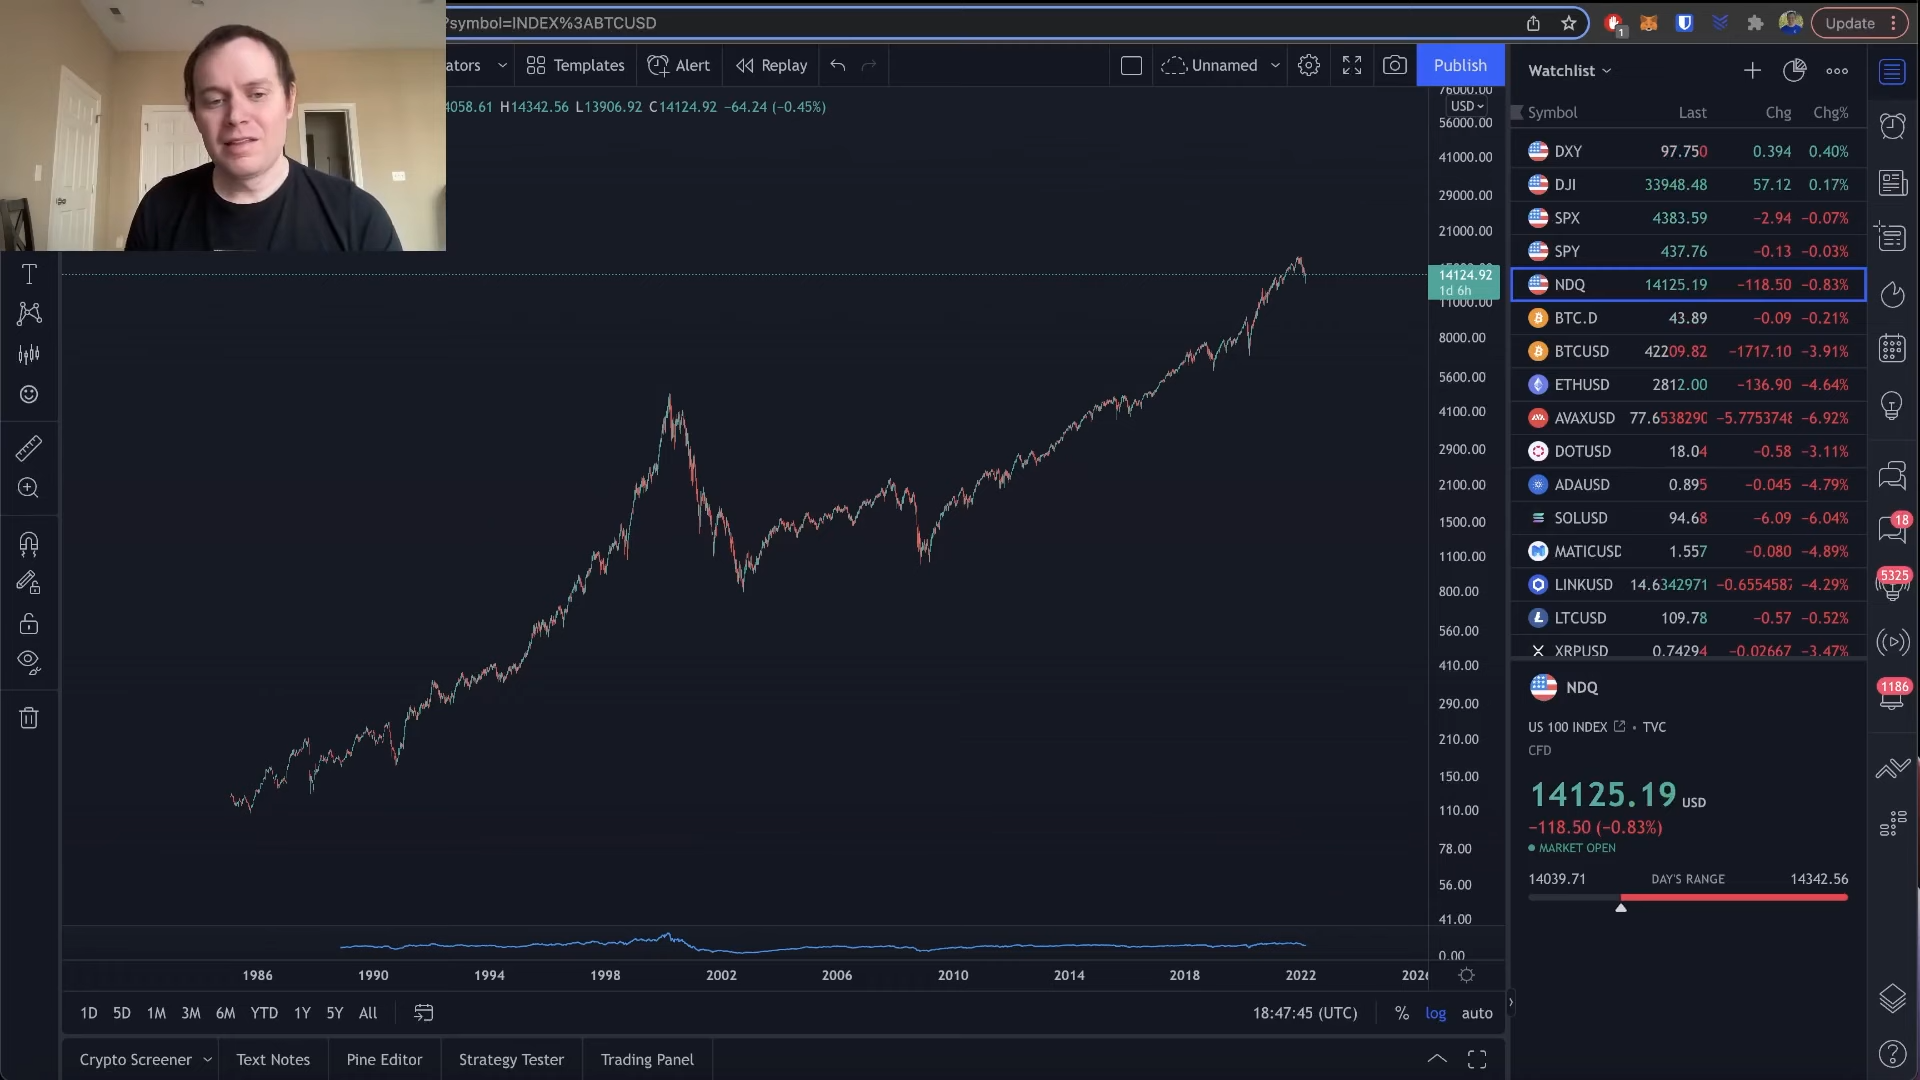 ?symbol=INDEX%3ABTCUSD
1
Update
ators
Templates
Alert
Replay
Unnamed
Publish
4058.61 H14342.56 L13906.92 C14124.92 −64.24 (−0.45%)
76000.00
USD
56000.00
41000.00
29000.00
21000.00
14124.92
1d 6h
11000.00
8000.00
5600.00
4100.00
2900.00
2100.00
1500.00
1100.00
800.00
560.00
410.00
290.00
210.00
150.00
110.00
78.00
56.00
41.00
0.00
1986 1990 1994 1998 2002 2006 2010 2014 2018 2022 2026
1D 5D 1M 3M 6M YTD 1Y 5Y All
18:47:45 (UTC) % log auto
Crypto Screener Text Notes Pine Editor Strategy Tester Trading Panel
Watchlist
Symbol Last Chg Chg%
DXY 97.750 0.394 0.40%
DJI 33948.48 57.12 0.17%
SPX 4383.59 −2.94 −0.07%
SPY 437.76 −0.13 −0.03%
NDQ 14125.19 −118.50 −0.83%
BTC.D 43.89 −0.09 −0.21%
BTCUSD 42209.82 −1717.10 −3.91%
ETHUSD 2812.00 −136.90 −4.64%
AVAXUSD 77.6538290 −5.7753748 −6.92%
DOTUSD 18.04 −0.58 −3.11%
ADAUSD 0.895 −0.045 −4.79%
SOLUSD 94.68 −6.09 −6.04%
MATICUSD 1.557 −0.080 −4.89%
LINKUSD 14.6342971 −0.6554587 −4.29%
LTCUSD 109.78 −0.57 −0.52%
XRPUSD 0.74294 −0.02667 −3.47%
NDQ
US 100 INDEX • TVC
CFD
14125.19 USD
−118.50 (−0.83%)
MARKET OPEN
14039.71 DAY'S RANGE 14342.56
18
5325
1186